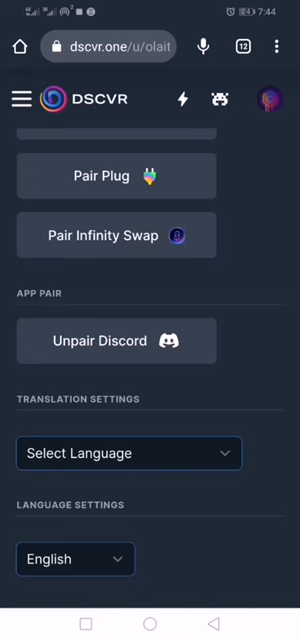 7:44
dscvr.one/u/olait
12
DSCVR
Pair Plug
Pair Infinity Swap
APP PAIR
Unpair Discord
TRANSLATION SETTINGS
Select Language
LANGUAGE SETTINGS
English